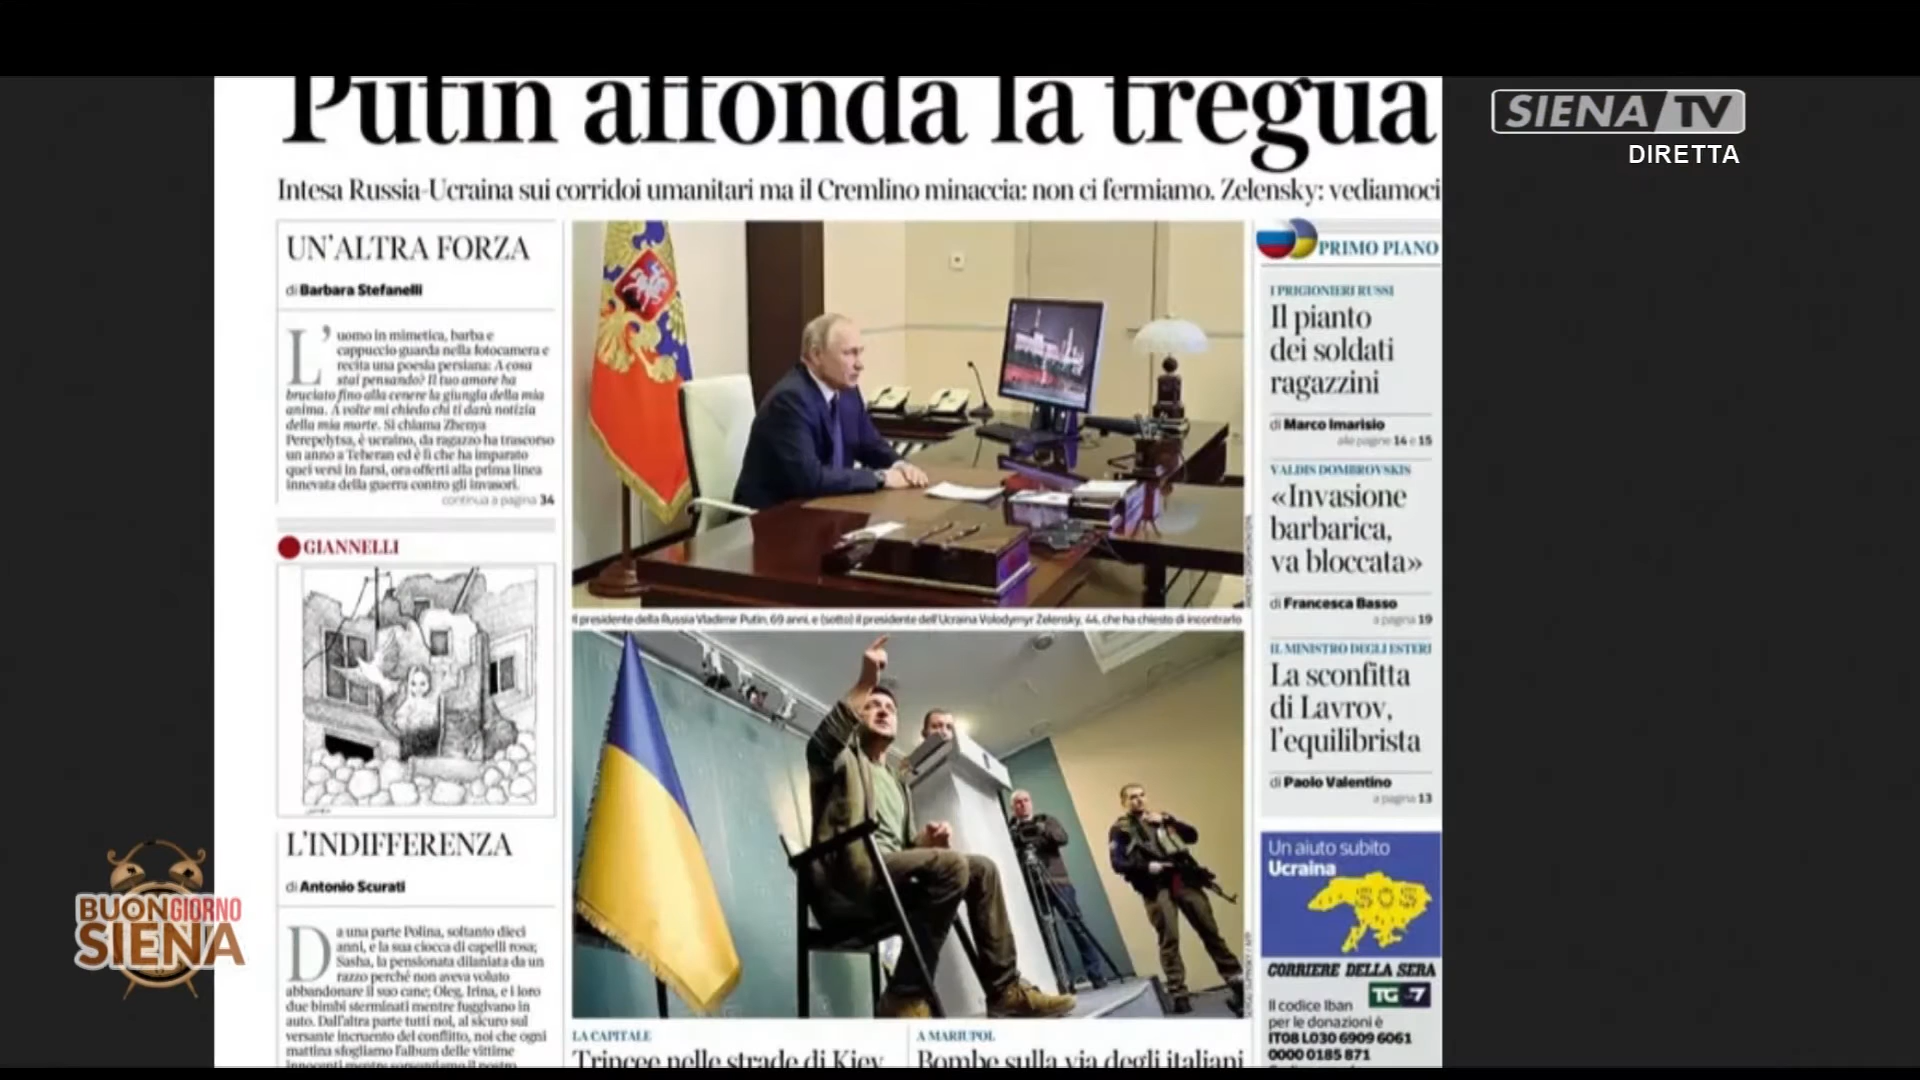 Putin affonda la tregua
SIENA TV
DIRETTA
Intesa Russia-Ucraina sui corridoi umanitari ma il Cremlino minaccia: non ci fermiamo. Zelensky: vediamoci
UN'ALTRA FORZA
di Barbara Stefanelli
L'uomo in mimetica, barba e
cappuccio guarda nella fotocamera e
recita una poesia persiana: A cosa
stai pensando? Il tuo amore ha
bruciato fino alla cenere la giungla della mia
anima. A volte mi chiedo chi ti darà notizia
della mia morte. Si chiama Zhenya
Perepelytsa, è ucraino, da ragazzo ha trascorso
un anno a Teheran ed è lì che ha imparato
quei versi in farsi, ora offerti alla prima linea
innevata della guerra contro gli invasori.
continua a pagina 34
GIANNELLI
L'INDIFFERENZA
di Antonio Scurati
Da una parte Polina, soltanto dieci
anni, e la sua ciocca di capelli rosa;
Sasha, la pensionata dilaniata da un
razzo perché non aveva voluto
abbandonare il suo cane; Oleg, Irina, e i loro
due bimbi sterminati mentre fuggivano in
auto. Dall'altra parte tutti noi, al sicuro sul
versante incruento del conflitto, noi che ogni
mattina sfogliamo l'album delle vittime
innocenti mentre
Il presidente della Russia Vladimir Putin, 69 anni, e (sotto) il presidente dell'Ucraina Volodymyr Zelensky, 44, che ha chiesto di incontrarlo
LA CAPITALE
Trincee nelle strade di Kiev
A MARIUPOL
Bombe sulla via degli italiani
PRIMO PIANO
I PRIGIONIERI RUSSI
Il pianto
dei soldati
ragazzini
di Marco Imarisio
alle pagine 14 e 15
VALDIS DOMBROVSKIS
«Invasione
barbarica,
va bloccata»
di Francesca Basso
a pagina 19
IL MINISTRO DEGLI ESTERI
La sconfitta
di Lavrov,
l'equilibrista
di Paolo Valentino
a pagina 13
Un aiuto subito
Ucraina
SOS
CORRIERE DELLA SERA
TG 7
Il codice Iban
per le donazioni è
IT08 L030 6909 6061
0000 0185 871
BUONGIORNO
SIENA